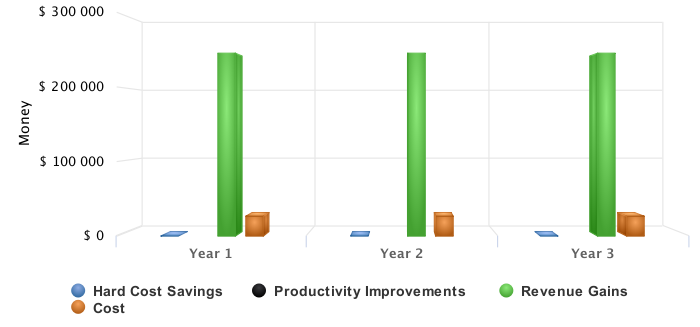 $ 300 000
$ 200 000
$ 100 000
$ 0
Money
Year 1
Year 2
Year 3
Hard Cost Savings
Productivity Improvements
Revenue Gains
Cost